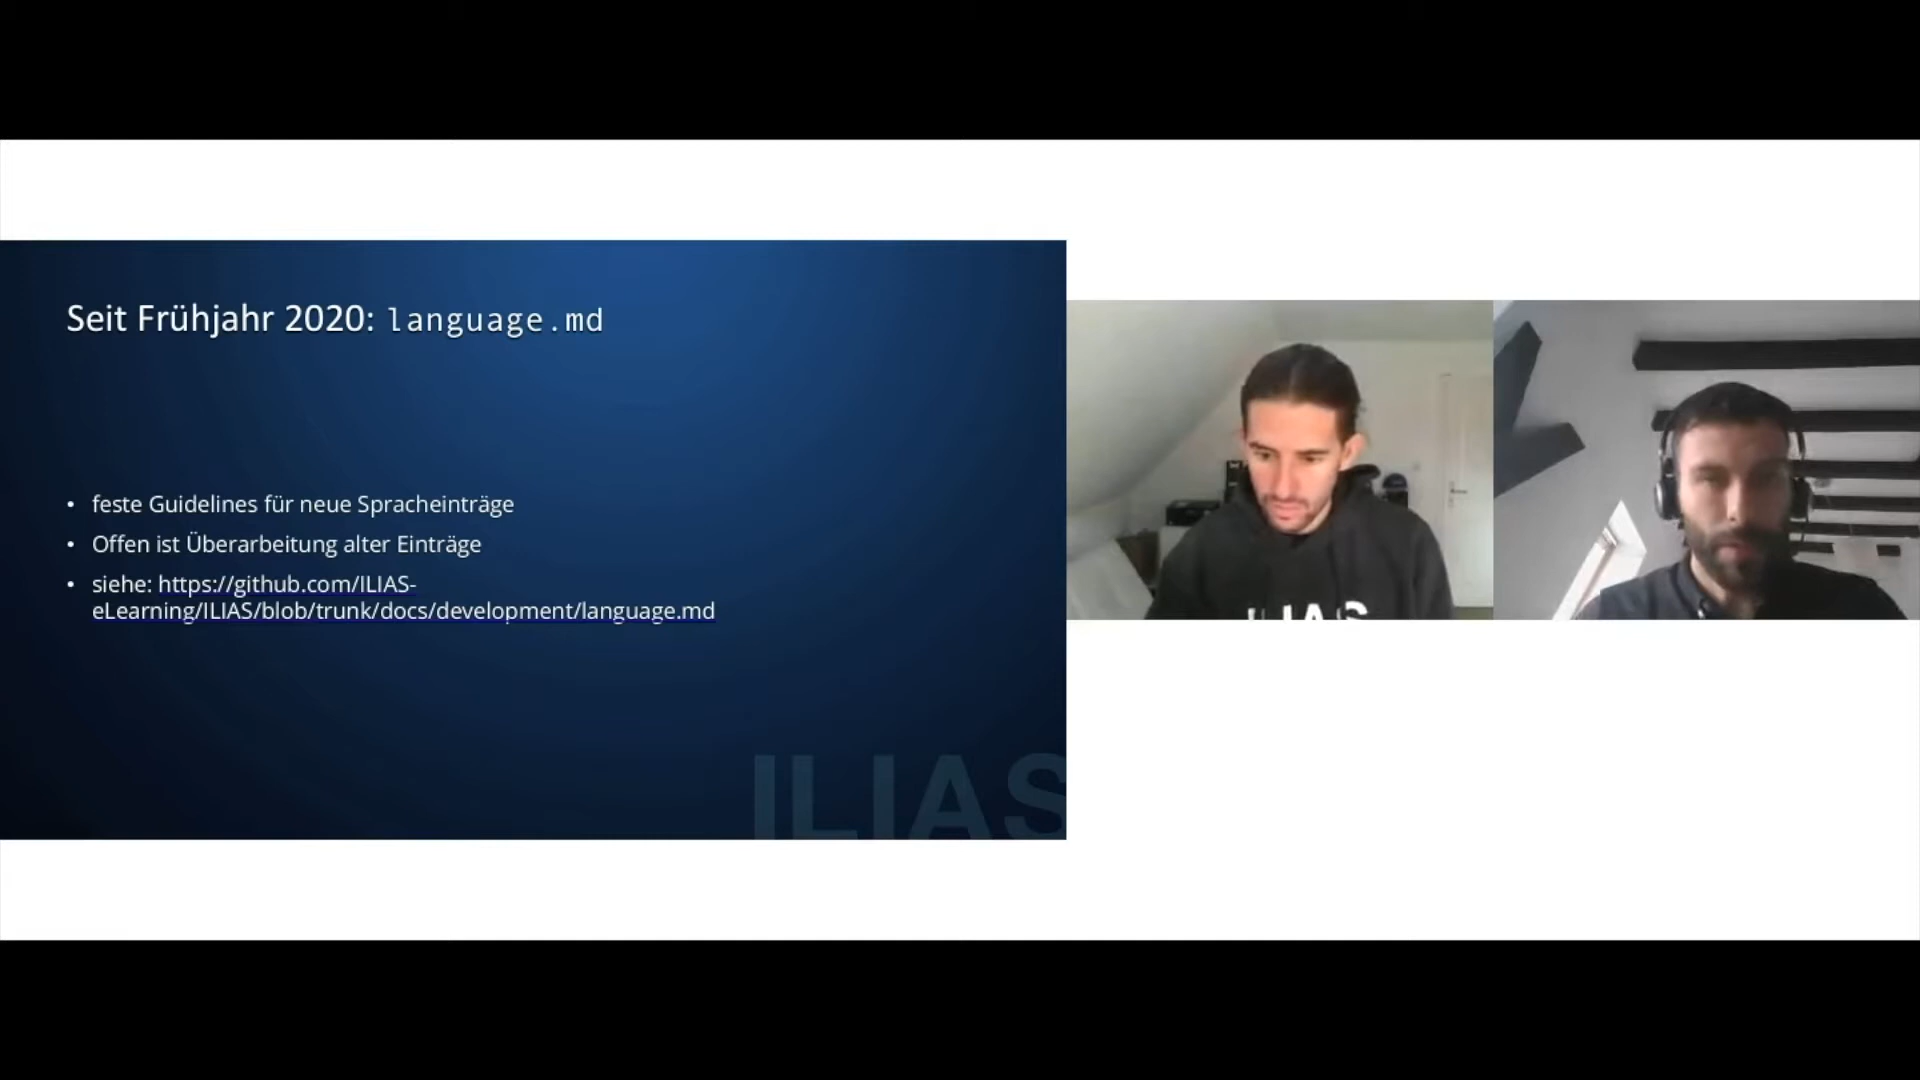 Seit Frühjahr 2020: language.md
• feste Guidelines für neue Spracheinträge
• Offen ist Überarbeitung alter Einträge
• siehe: https://github.com/ILIAS-
eLearning/ILIAS/blob/trunk/docs/development/language.md
ILIAS
ILIAS